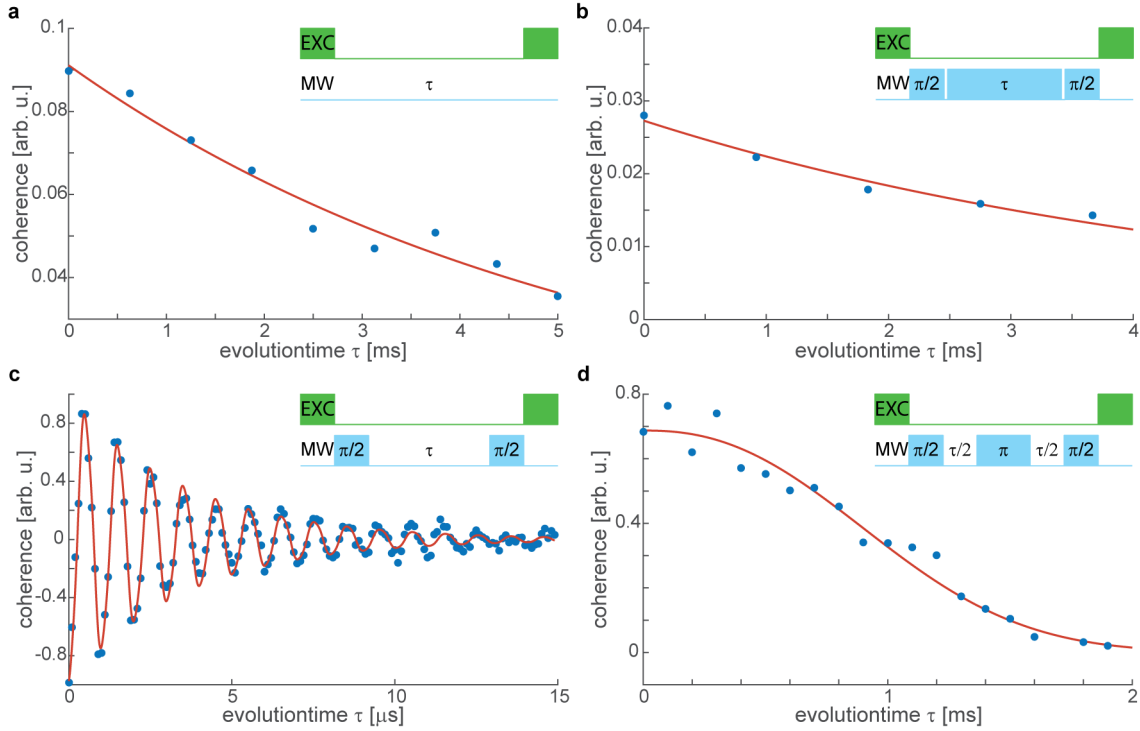 a
0.1
0.08
0.06
0.04
coherence [arb. u.]
0 1 2 3 4 5
evolutiontime τ [ms]
EXC
MW τ
b
0.04
0.03
0.02
0.01
0
coherence [arb. u.]
0 1 2 3 4
evolutiontime τ [ms]
EXC
MW π/2 τ π/2
c
0.8
0.4
0
-0.4
-0.8
coherence [arb. u.]
0 5 10 15
evolutiontime τ [μs]
EXC
MW π/2 τ π/2
d
0.8
0.4
0
coherence [arb. u.]
0 1 2
evolutiontime τ [ms]
EXC
MW π/2 τ/2 π τ/2 π/2